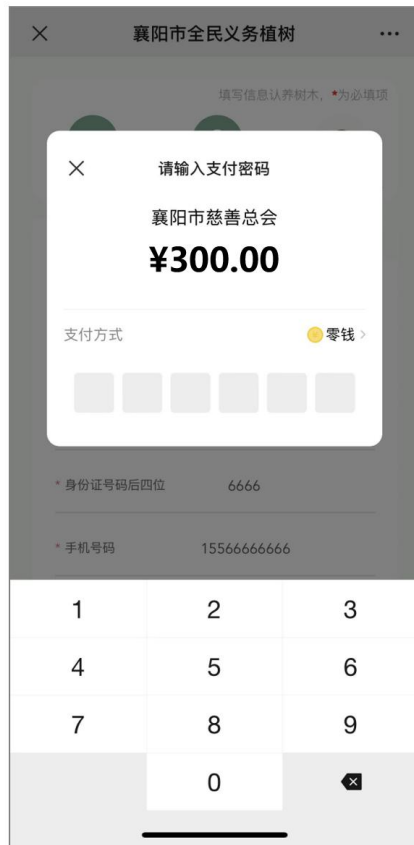 襄阳市全民义务植树
填写信息认养树木，*为必填项
请输入支付密码
襄阳市慈善总会
¥300.00
支付方式 零钱
* 身份证号码后四位 6666
* 手机号码 15566666666
1 2 3
4 5 6
7 8 9
0